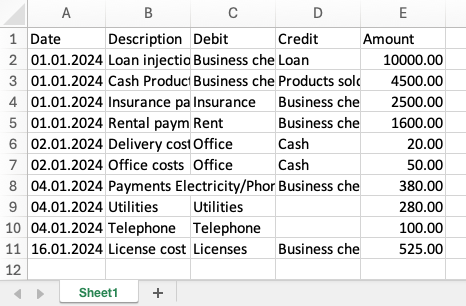 A B C D E
1 Date Description Debit Credit Amount
2 01.01.2024 Loan injectio Business che Loan 10000.00
3 01.01.2024 Cash Product Business che Products solc 4500.00
4 01.01.2024 Insurance pa Insurance Business che 2500.00
5 01.01.2024 Rental paym Rent Business che 1600.00
6 02.01.2024 Delivery cost Office Cash 20.00
7 02.01.2024 Office costs Office Cash 50.00
8 04.01.2024 Payments Electricity/Phor Business che 380.00
9 04.01.2024 Utilities Utilities 280.00
10 04.01.2024 Telephone Telephone 100.00
11 16.01.2024 License cost Licenses Business che 525.00
12
Sheet1 +